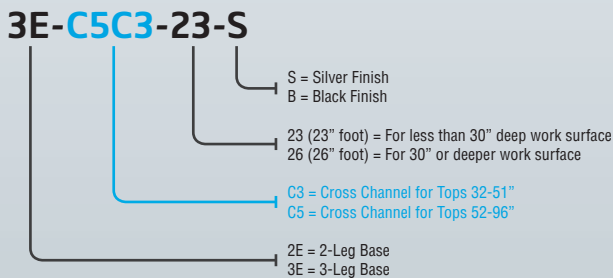 3E-C5C3-23-S
S = Silver Finish
B = Black Finish
23 (23” foot) = For less than 30” deep work surface
26 (26” foot) = For 30” or deeper work surface
C3 = Cross Channel for Tops 32-51”
C5 = Cross Channel for Tops 52-96”
2E = 2-Leg Base
3E = 3-Leg Base